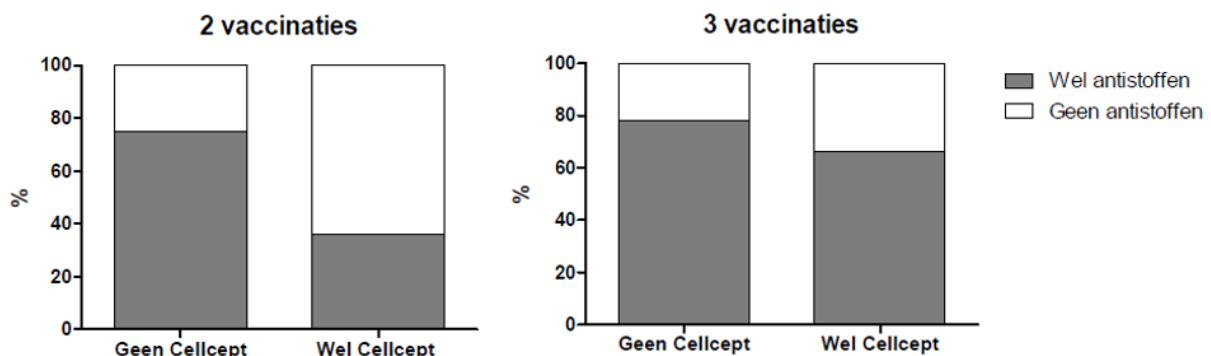 2 vaccinaties
%
100
80
60
40
20
0
Geen Cellcept
Wel Cellcept
3 vaccinaties
%
100
80
60
40
20
0
Geen Cellcept
Wel Cellcept
Wel antistoffen
Geen antistoffen